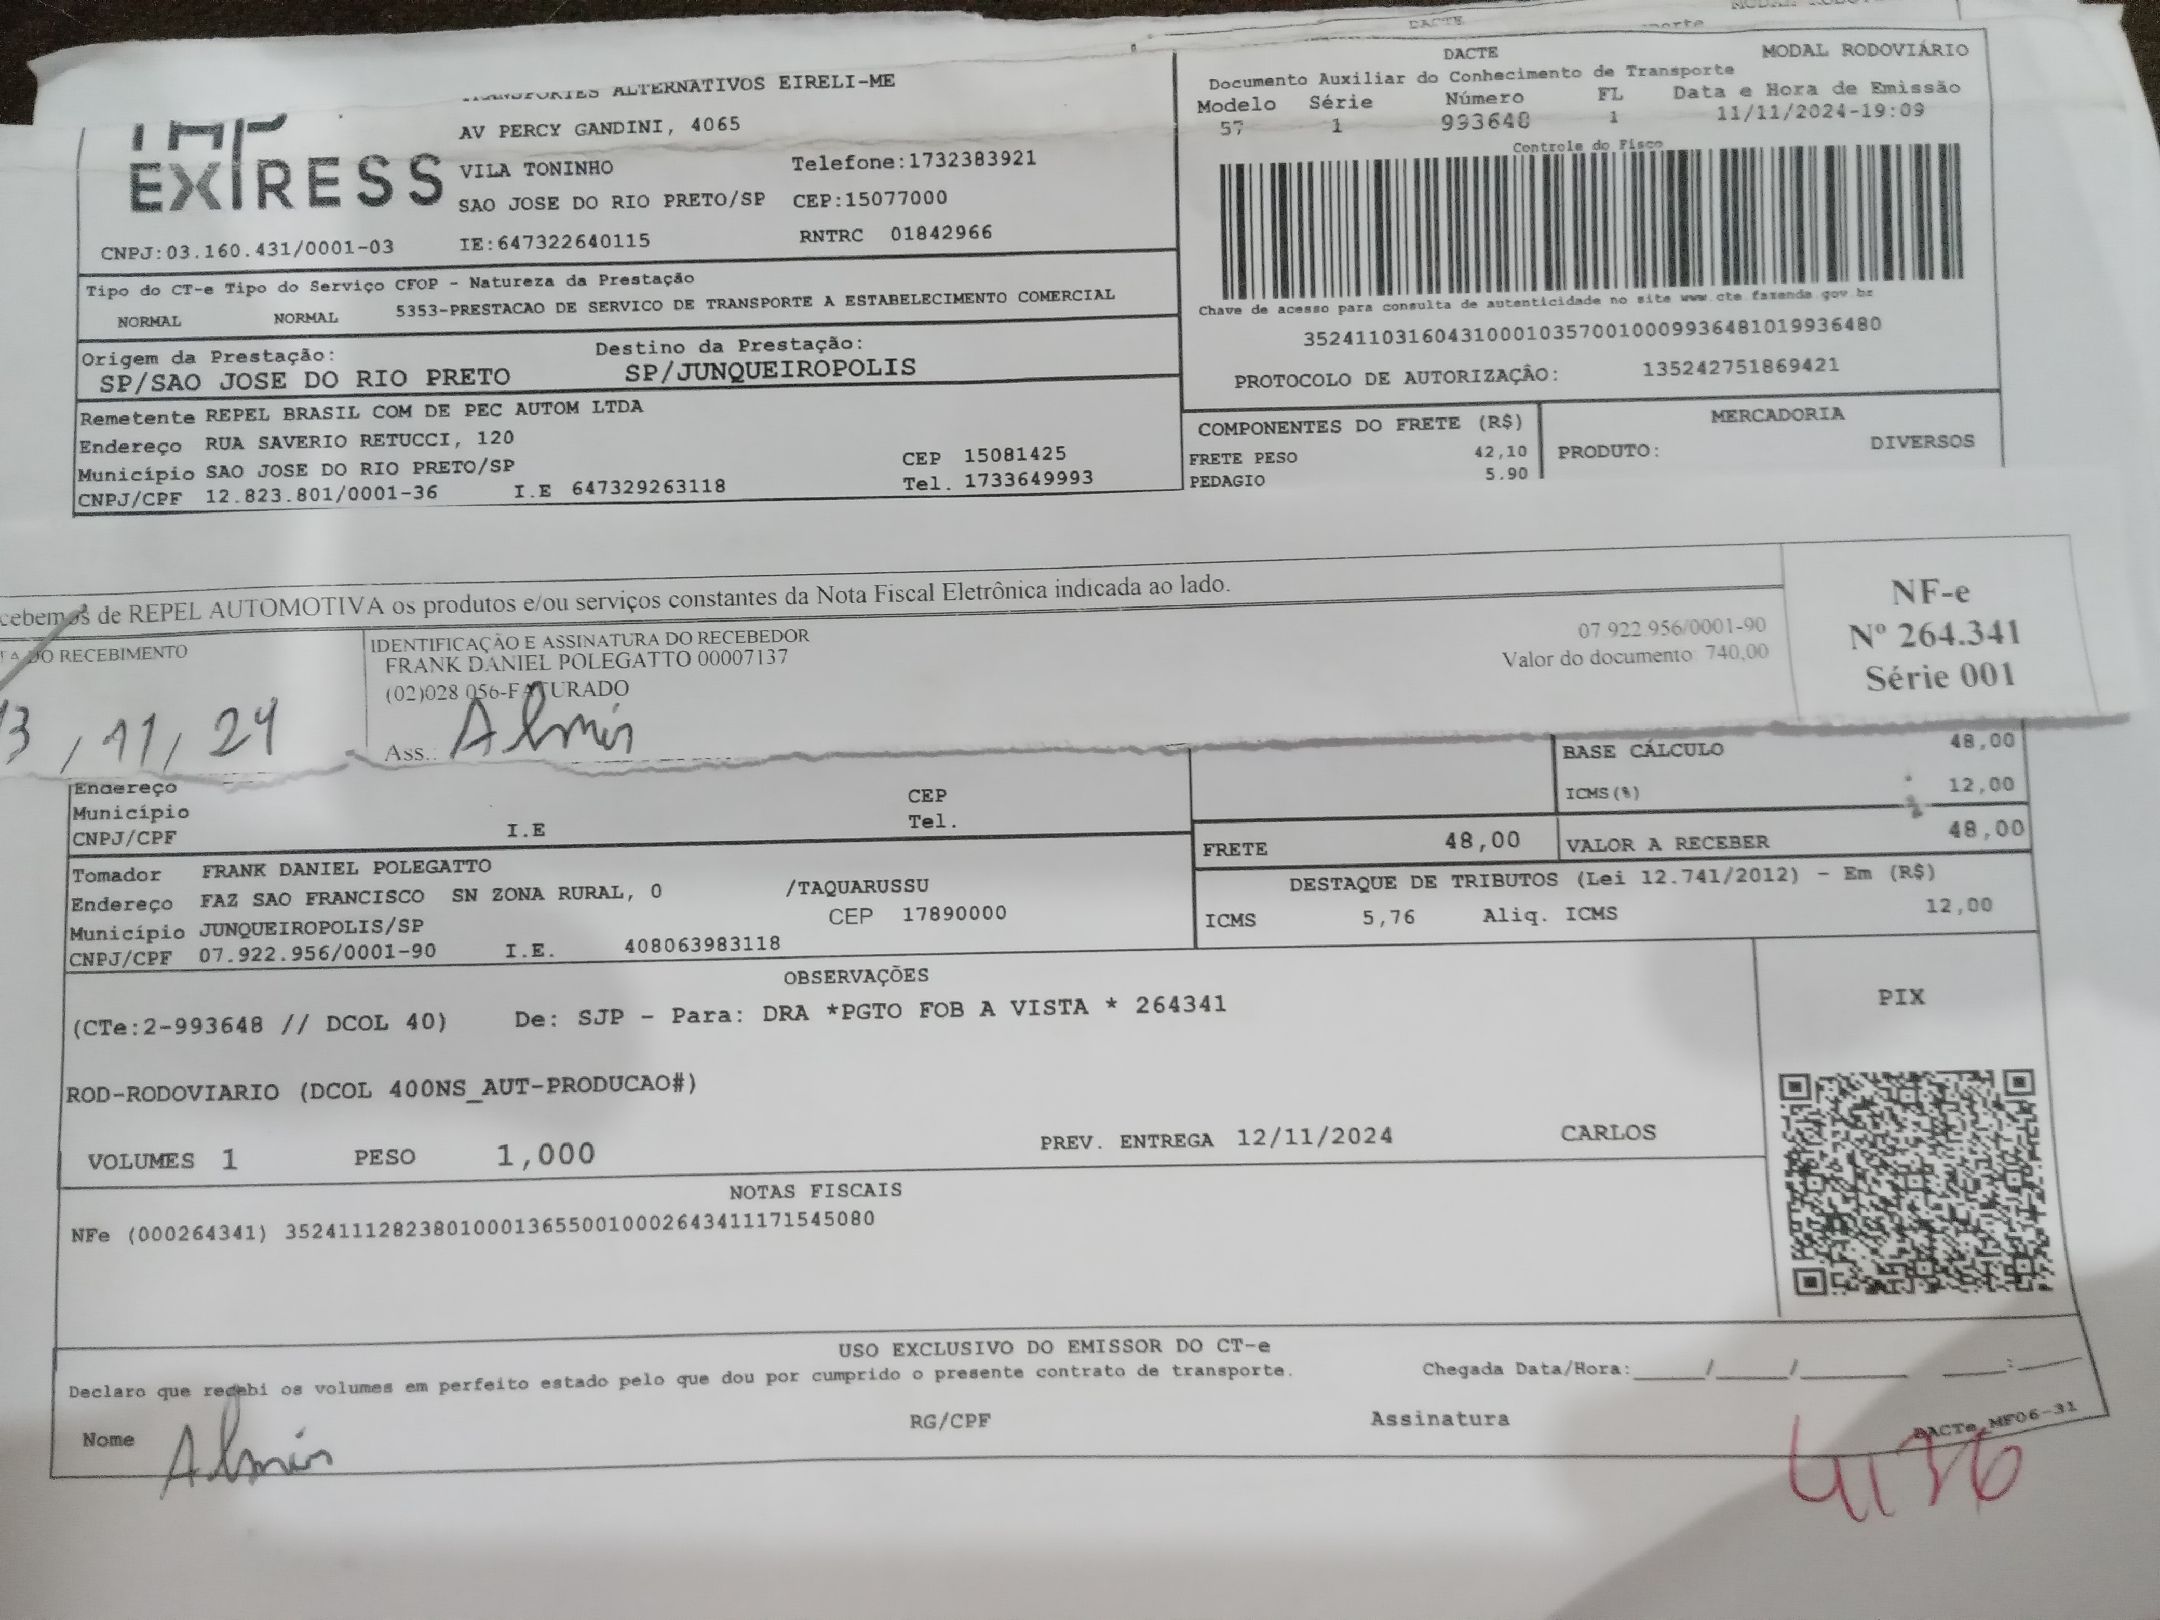 DACTE
MODAL RODOVIÁRIO
TRANSPORTES ALTERNATIVOS EIRELI-ME
Documento Auxiliar do Conhecimento de Transporte
Modelo Série Número FL Data e Hora de Emissão
57 1 993648 1 11/11/2024-19:09
AV PERCY GANDINI, 4065
EXPRESS
VILA TONINHO Telefone:1732383921
SAO JOSE DO RIO PRETO/SP CEP:15077000
CNPJ:03.160.431/0001-03 IE:647322640115 RNTRC 01842966
Controle do Fisco
Chave de acesso para consulta de autenticidade no site www.cte.fazenda.gov.br
35241103160431000103570010009936481019936480
PROTOCOLO DE AUTORIZAÇÂO: 135242751869421
Tipo do CT-e Tipo do Serviço CFOP - Natureza da Prestação
NORMAL NORMAL 5353-PRESTACAO DE SERVICO DE TRANSPORTE A ESTABELECIMENTO COMERCIAL
Origem da Prestação: Destino da Prestação:
SP/SAO JOSE DO RIO PRETO SP/JUNQUEIROPOLIS
Remetente REPEL BRASIL COM DE PEC AUTOM LTDA
Endereço RUA SAVERIO RETUCCI, 120
Município SAO JOSE DO RIO PRETO/SP CEP 15081425
CNPJ/CPF 12.823.801/0001-36 I.E 647329263118 Tel. 1733649993
COMPONENTES DO FRETE (R$)
FRETE PESO 42,10
PEDAGIO 5.90
MERCADORIA
PRODUTO: DIVERSOS
cebemos de REPEL AUTOMOTIVA os produtos e/ou serviços constantes da Nota Fiscal Eletrônica indicada ao lado.
NF-e
Nº 264.341
Série 001
DO RECEBIMENTO
13/11/24
IDENTIFICAÇÃO E ASSINATURA DO RECEBEDOR
FRANK DANIEL POLEGATTO 00007137
(02)028 056-FATURADO
07.922.956/0001-90
Valor do documento: 740,00
Ass.:
Endereço
Município CEP
CNPJ/CPF I.E Tel.
BASE CÁLCULO 48,00
ICMS(%) 12,00
FRETE 48,00 VALOR A RECEBER 48,00
Tomador FRANK DANIEL POLEGATTO
Endereço FAZ SAO FRANCISCO SN ZONA RURAL, 0 /TAQUARUSSU
Município JUNQUEIROPOLIS/SP CEP 17890000
CNPJ/CPF 07.922.956/0001-90 I.E. 408063983118
DESTAQUE DE TRIBUTOS (Lei 12.741/2012) - Em (R$)
ICMS 5,76 Aliq. ICMS 12,00
OBSERVAÇÕES
(CTe:2-993648 // DCOL 40) De: SJP - Para: DRA *PGTO FOB A VISTA * 264341
ROD-RODOVIARIO (DCOL 400NS_AUT-PRODUCAO#)
VOLUMES 1 PESO 1,000 PREV. ENTREGA 12/11/2024 CARLOS
PIX
NOTAS FISCAIS
NFe (000264341) 35241112823801000136550010002643411171545080
USO EXCLUSIVO DO EMISSOR DO CT-e
Declaro que recebi os volumes em perfeito estado pelo que dou por cumprido o presente contrato de transporte. Chegada Data/Hora:____/____/______ ____:____
Nome RG/CPF Assinatura
DACTe_MF06-31
4136